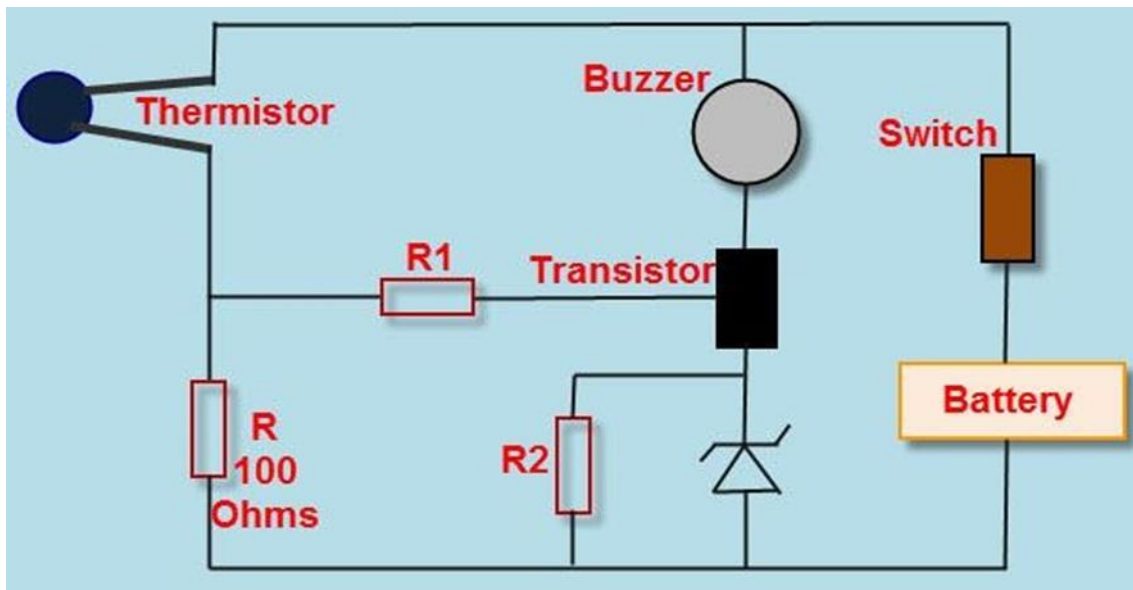 Thermistor
Buzzer
Switch
R1
Transistor
R
100
Ohms
R2
Battery